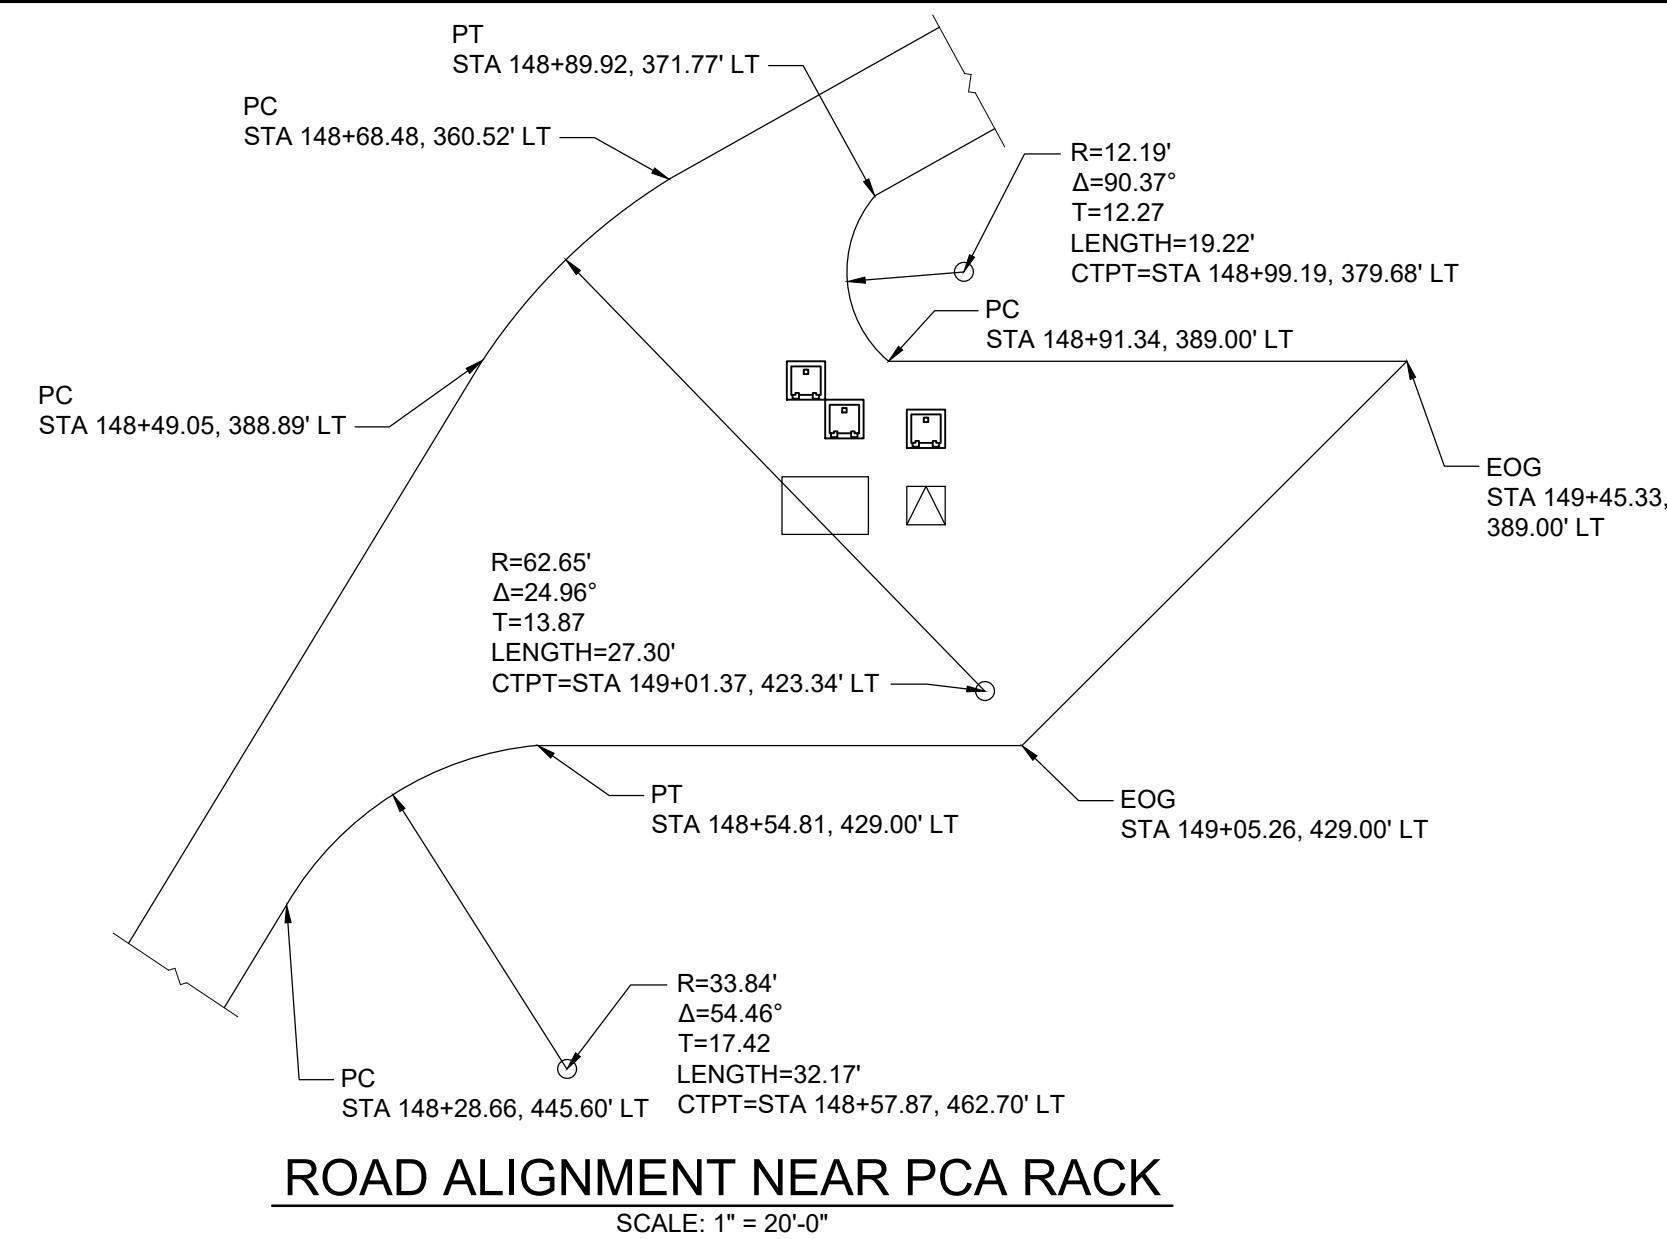 PT
STA 148+89.92, 371.77' LT
PC
STA 148+68.48, 360.52' LT
R=12.19'
Δ=90.37°
T=12.27
LENGTH=19.22'
CTPT=STA 148+99.19, 379.68' LT
PC
STA 148+91.34, 389.00' LT
PC
STA 148+49.05, 388.89' LT
EOG
STA 149+45.33,
389.00' LT
R=62.65'
Δ=24.96°
T=13.87
LENGTH=27.30'
CTPT=STA 149+01.37, 423.34' LT
PT
STA 148+54.81, 429.00' LT
EOG
STA 149+05.26, 429.00' LT
R=33.84'
Δ=54.46°
T=17.42
LENGTH=32.17'
CTPT=STA 148+57.87, 462.70' LT
PC
STA 148+28.66, 445.60' LT
ROAD ALIGNMENT NEAR PCA RACK
SCALE: 1" = 20'-0"